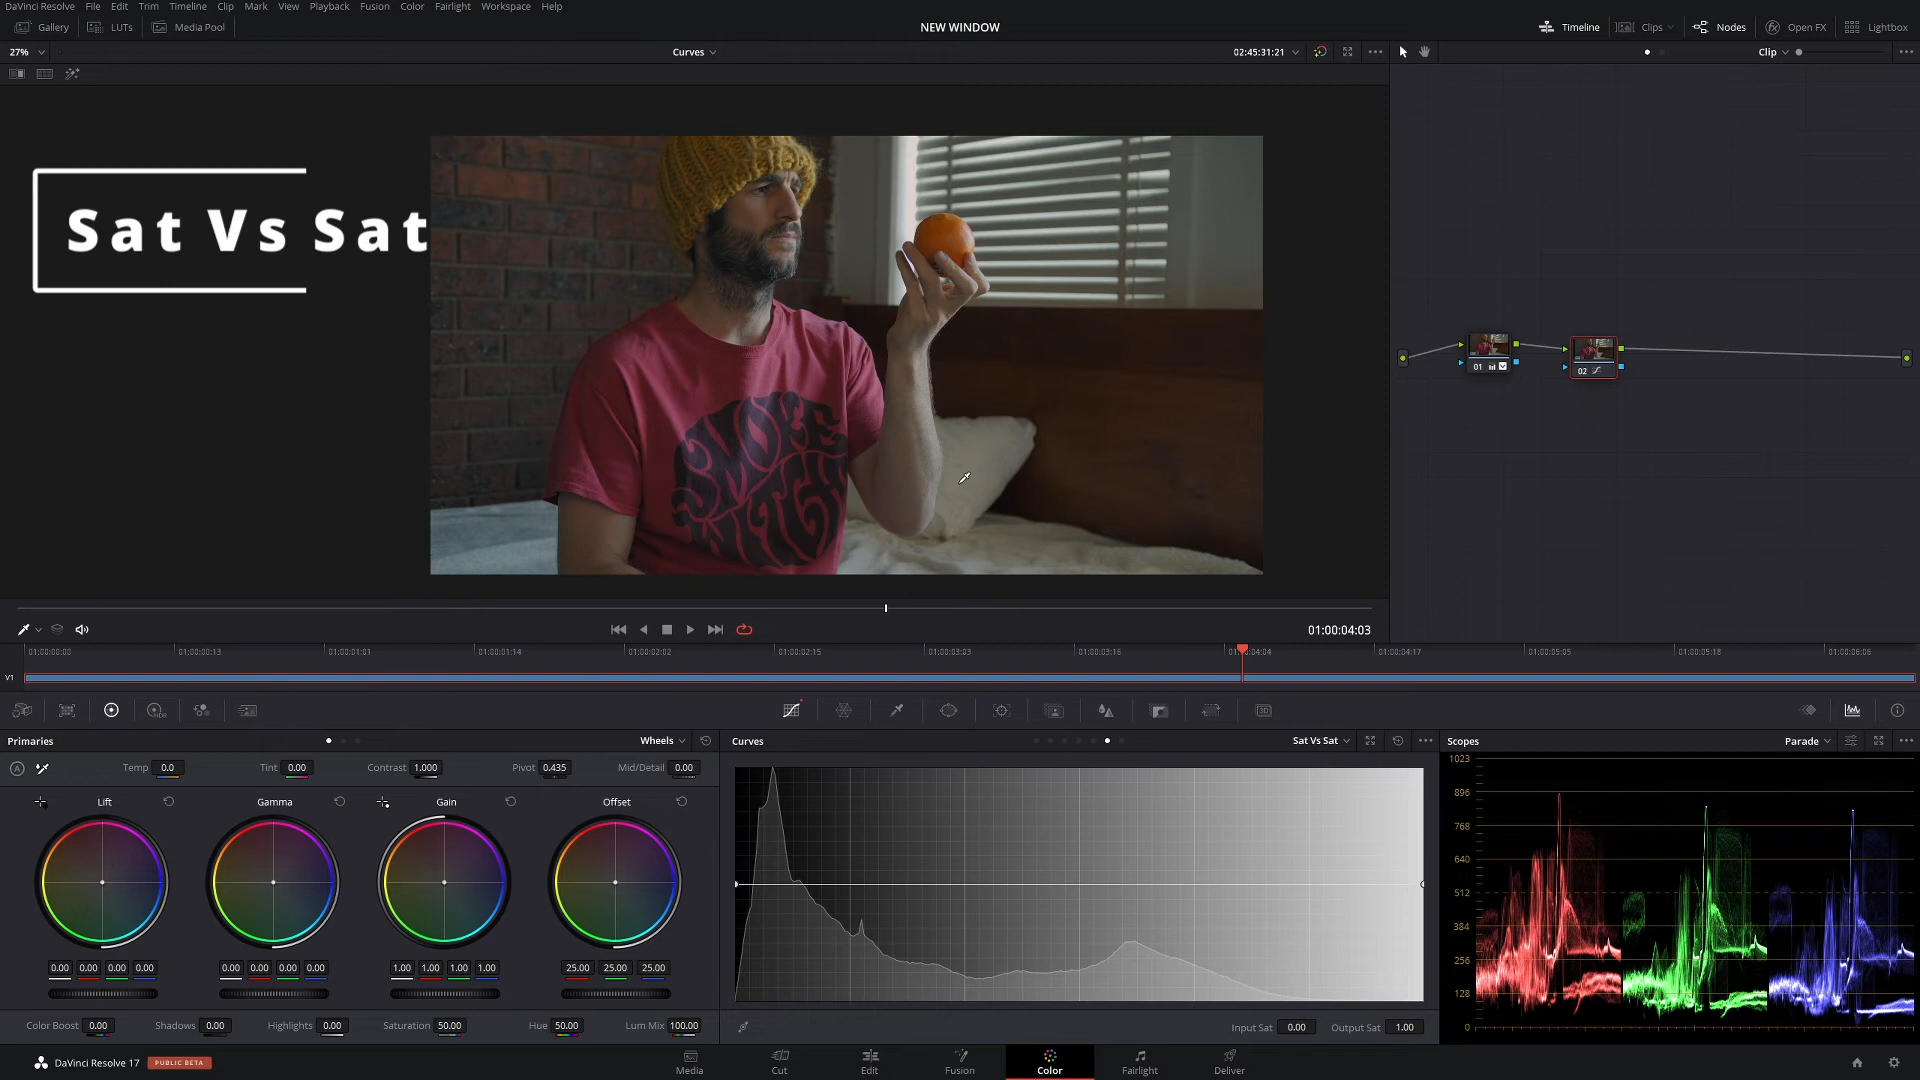 DaVinci Resolve File Edit Trim Timeline Clip Mark View Playback Fusion Color Fairlight Workspace Help
Gallery LUTs Media Pool NEW WINDOW Timeline Clips Nodes Open FX Lightbox
27% Curves 02:45:31:21 Clip
Sat Vs Sat
SMOKE
01 02
01:00:04:03
01:00:00:00 01:00:00:13 01:00:01:01 01:00:01:14 01:00:02:02 01:00:02:15 01:00:03:03 01:00:03:16 01:00:04:04 01:00:04:17 01:00:05:05 01:00:05:18 01:00:06:06
V1
Primaries Wheels Curves Sat Vs Sat Scopes Parade
Temp 0.0 Tint 0.00 Contrast 1.000 Pivot 0.435 Mid/Detail 0.00
Lift Gamma Gain Offset
0.00 0.00 0.00 0.00 0.00 0.00 0.00 0.00 1.00 1.00 1.00 1.00 25.00 25.00 25.00
Color Boost 0.00 Shadows 0.00 Highlights 0.00 Saturation 50.00 Hue 50.00 Lum Mix 100.00
Input Sat 0.00 Output Sat 1.00
1023
896
768
640
512
384
256
128
0
DaVinci Resolve 17 PUBLIC BETA Media Cut Edit Fusion Color Fairlight Deliver